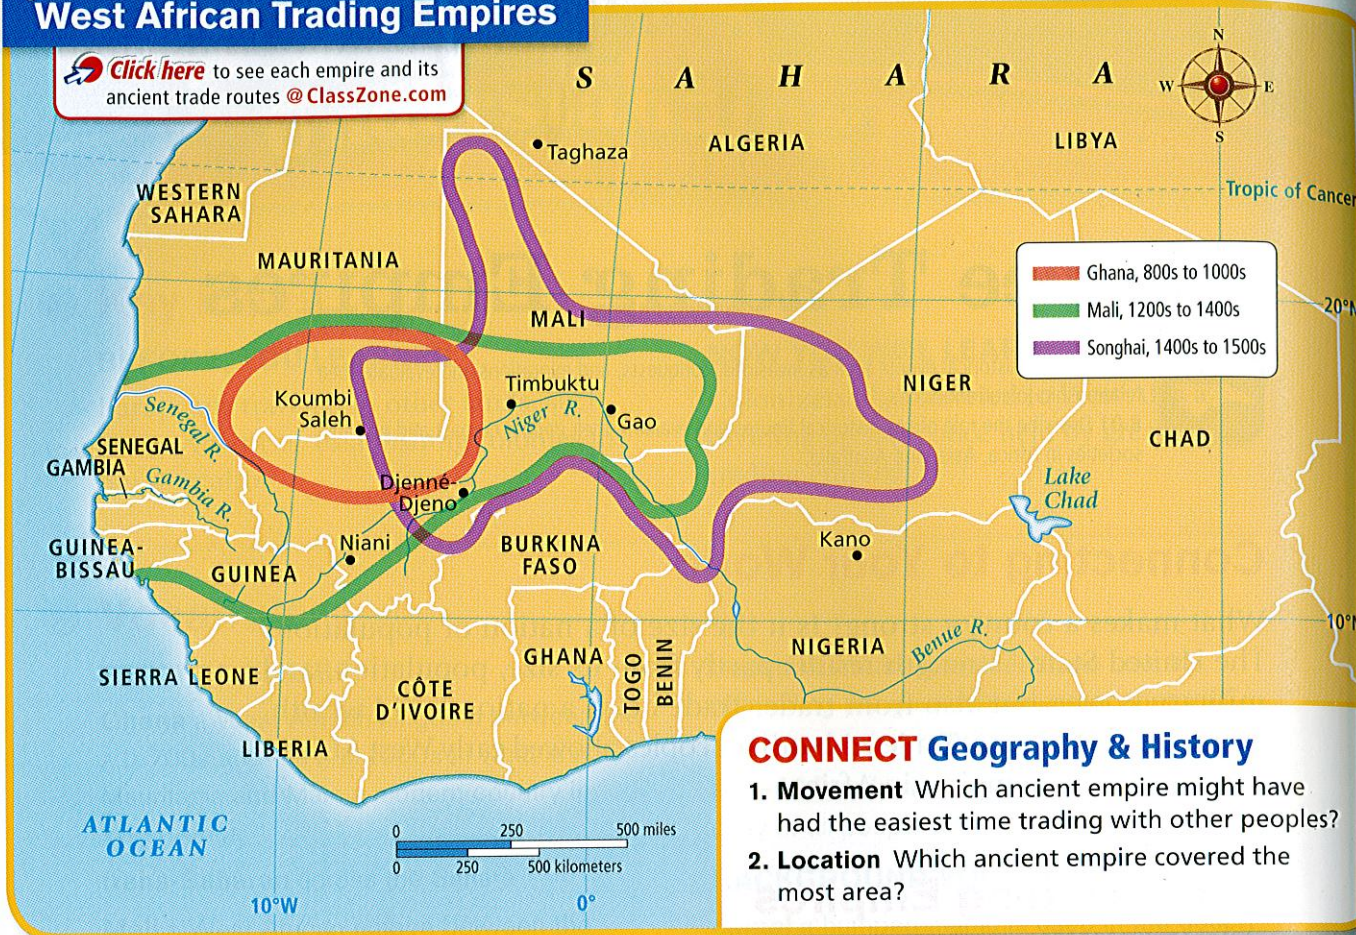 West African Trading Empires
Click here to see each empire and its
ancient trade routes @ ClassZone.com
S A H A R A
N
W E
S
Taghaza
ALGERIA
LIBYA
WESTERN
SAHARA
Tropic of Cancer
MAURITANIA
Ghana, 800s to 1000s
Mali, 1200s to 1400s
Songhai, 1400s to 1500s
20°N
MALI
NIGER
Koumbi
Saleh
Timbuktu
Niger R.
Gao
Senegal R.
SENEGAL
GAMBIA
Gambia R.
CHAD
Lake
Chad
Djenné-
Djeno
Niani
Kano
GUINEA-
BISSAU
GUINEA
BURKINA
FASO
10°N
SIERRA LEONE
CÔTE
D'IVOIRE
GHANA
TOGO
BENIN
NIGERIA
Benue R.
LIBERIA
ATLANTIC
OCEAN
0 250 500 miles
0 250 500 kilometers
10°W
0°
CONNECT Geography & History
1. Movement Which ancient empire might have
had the easiest time trading with other peoples?
2. Location Which ancient empire covered the
most area?